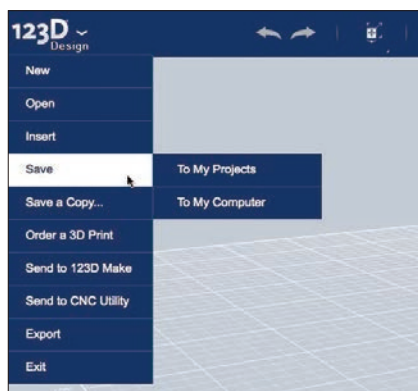 123D
Design
New
Open
Insert
Save
To My Projects
Save a Copy...
To My Computer
Order a 3D Print
Send to 123D Make
Send to CNC Utility
Export
Exit